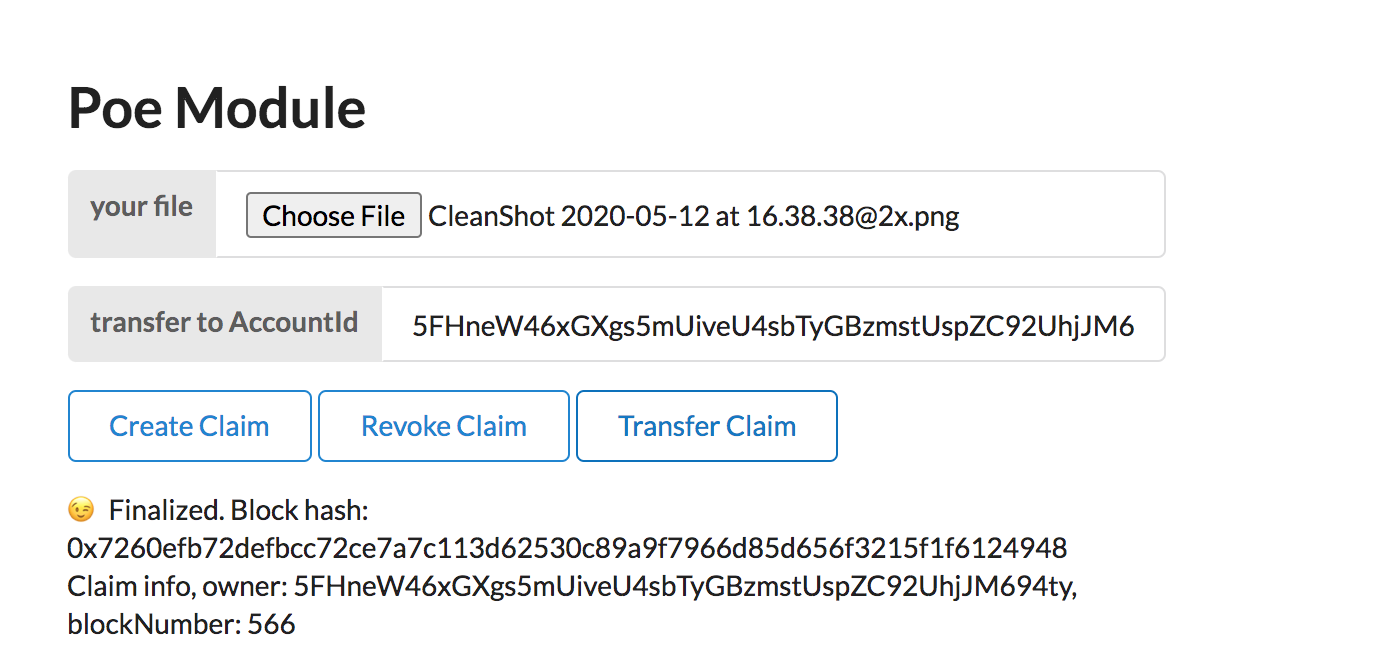 Poe Module
your file
Choose File CleanShot 2020-05-12 at 16.38.38@2x.png
transfer to AccountId
5FHneW46xGXgs5mUiveU4sbTyGBzmstUspZC92UhjJM6
Create Claim
Revoke Claim
Transfer Claim
😉 Finalized. Block hash:
0x7260efb72defbcc72ce7a7c113d62530c89a9f7966d85d656f3215f1f6124948
Claim info, owner: 5FHneW46xGXgs5mUiveU4sbTyGBzmstUspZC92UhjJM694ty,
blockNumber: 566